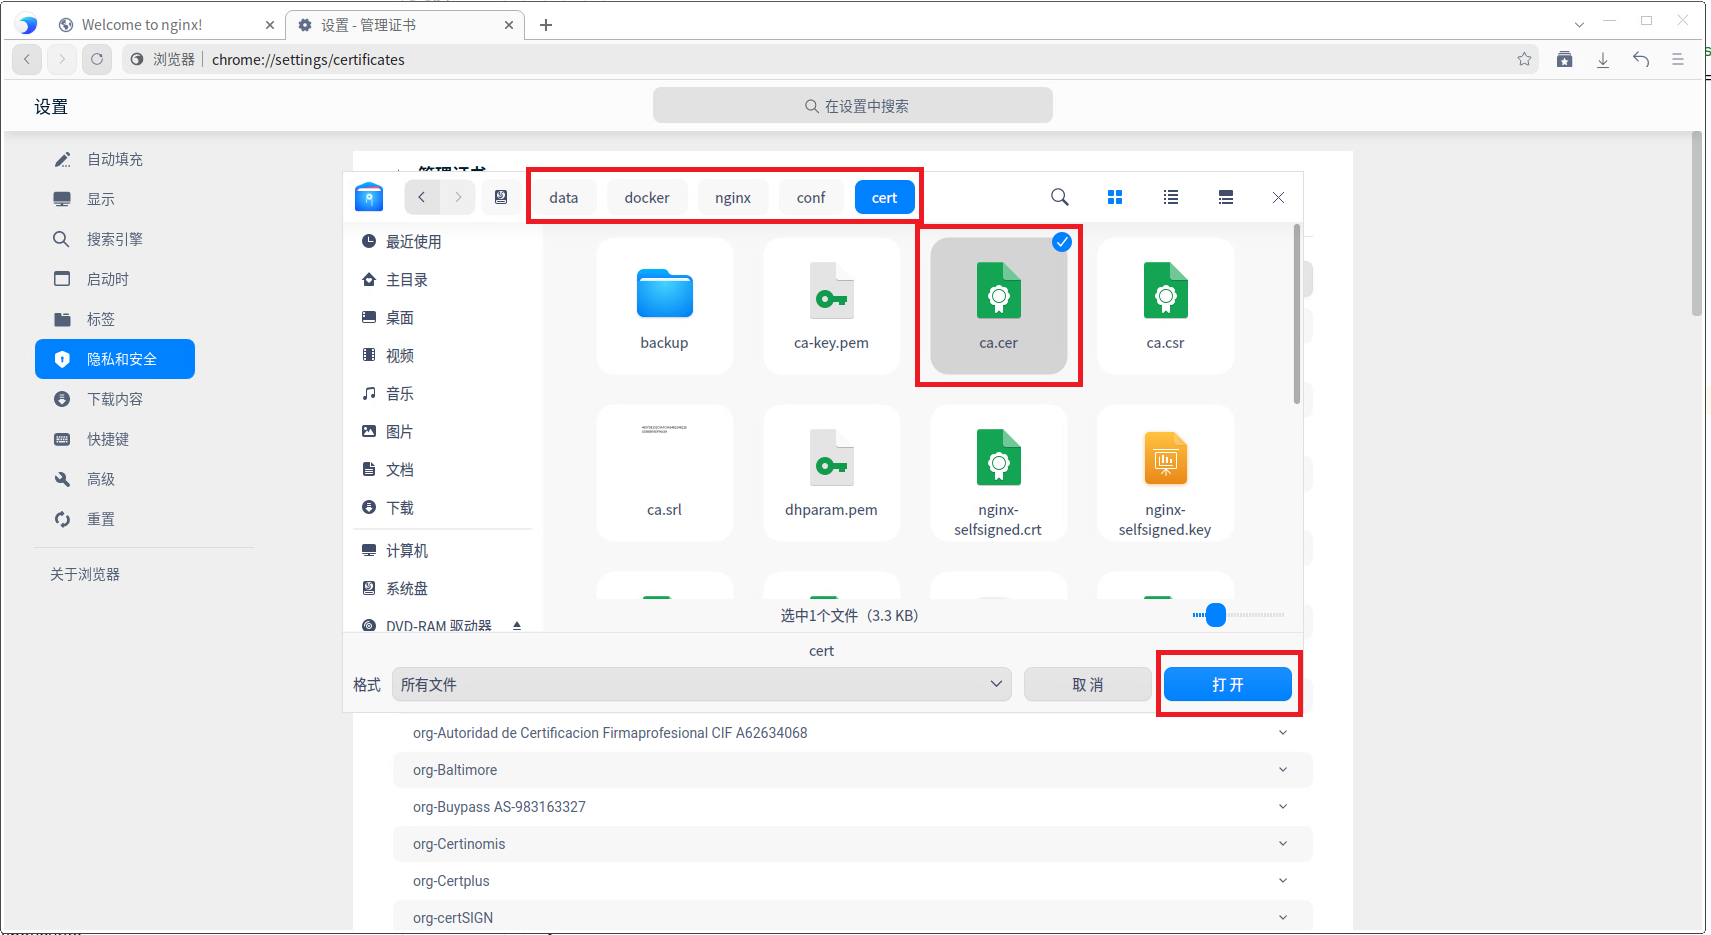 Welcome to nginx!
设置 - 管理证书
浏览器
chrome://settings/certificates
设置
在设置中搜索
自动填充
显示
搜索引擎
启动时
标签
隐私和安全
下载内容
快捷键
高级
重置
关于浏览器
管理证书
data
docker
nginx
conf
cert
最近使用
主目录
桌面
视频
音乐
图片
文档
下载
计算机
系统盘
DVD-RAM 驱动器
backup
ca-key.pem
ca.cer
ca.csr
ca.srl
dhparam.pem
nginx-
selfsigned.crt
nginx-
selfsigned.key
选中1个文件（3.3 KB）
cert
格式
所有文件
取 消
打 开
org-Autoridad de Certificacion Firmaprofesional CIF A62634068
org-Baltimore
org-Buypass AS-983163327
org-Certinomis
org-Certplus
org-certSIGN